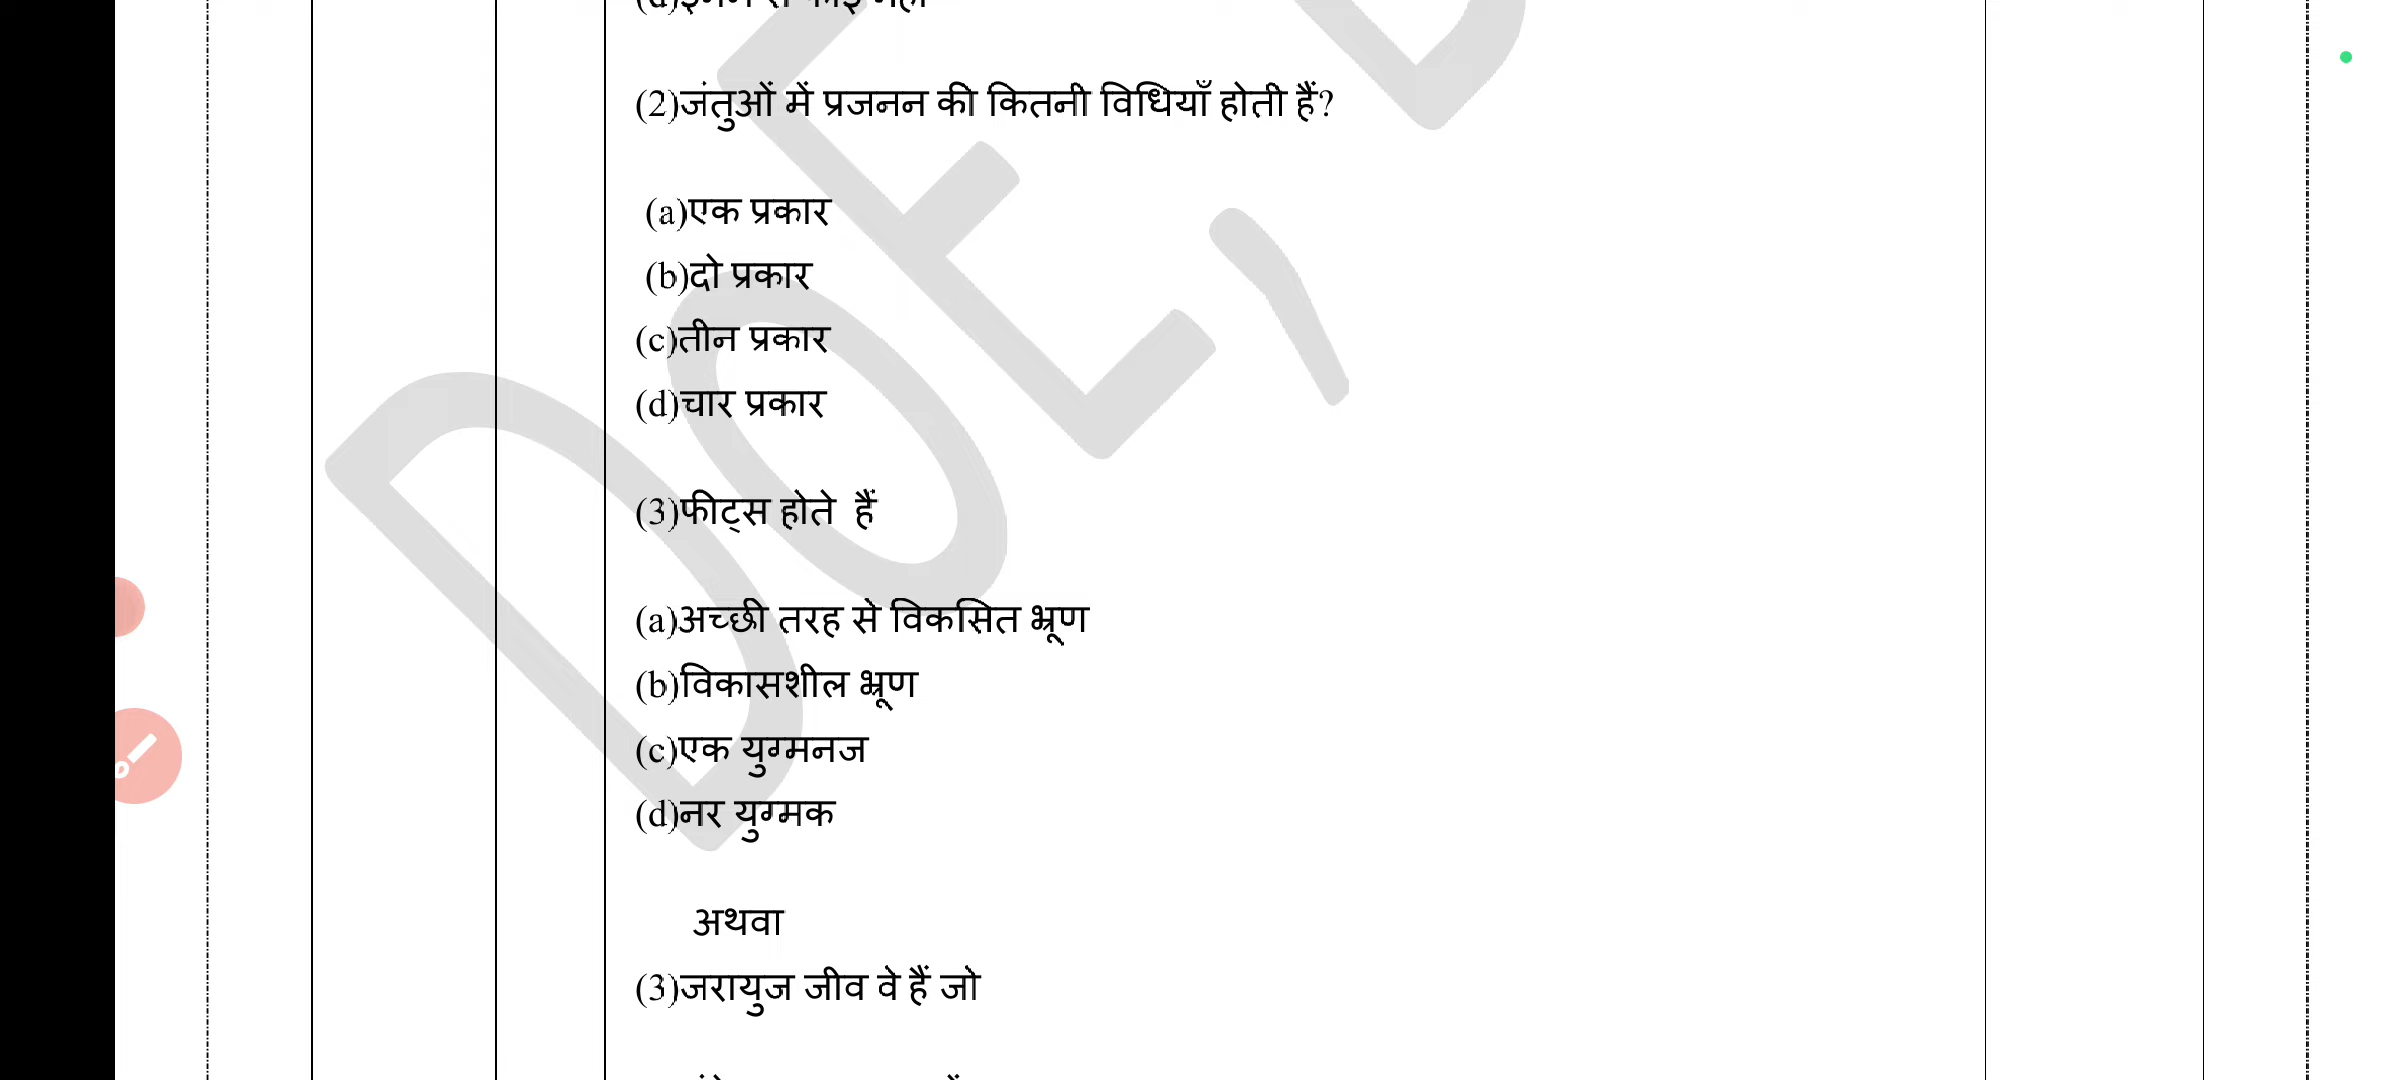 (2)जंतुओं में प्रजनन की कितनी विधियाँ होती हैं?
(a)एक प्रकार
(b)दो प्रकार
(c)तीन प्रकार
(d)चार प्रकार
(3)फीट्स होते हैं
(a)अच्छी तरह से विकसित भ्रूण
(b)विकासशील भ्रूण
(c)एक युग्मनज
(d)नर युग्मक
अथवा
(3)जरायुज जीव वे हैं जो
DOE,